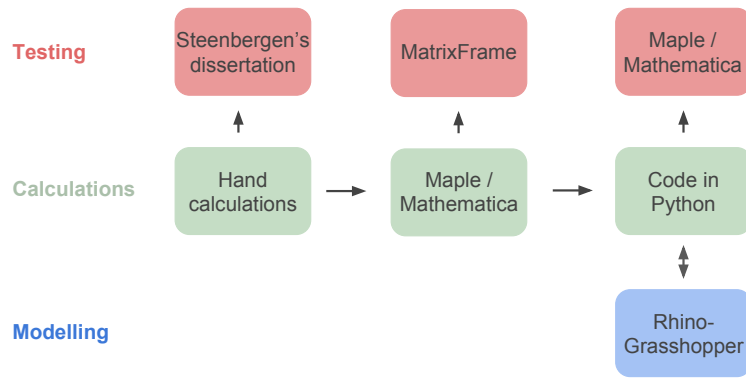 Testing
Steenbergen's
dissertation
MatrixFrame
Maple /
Mathematica
Calculations
Hand
calculations
Maple /
Mathematica
Code in
Python
Modelling
Rhino-
Grasshopper